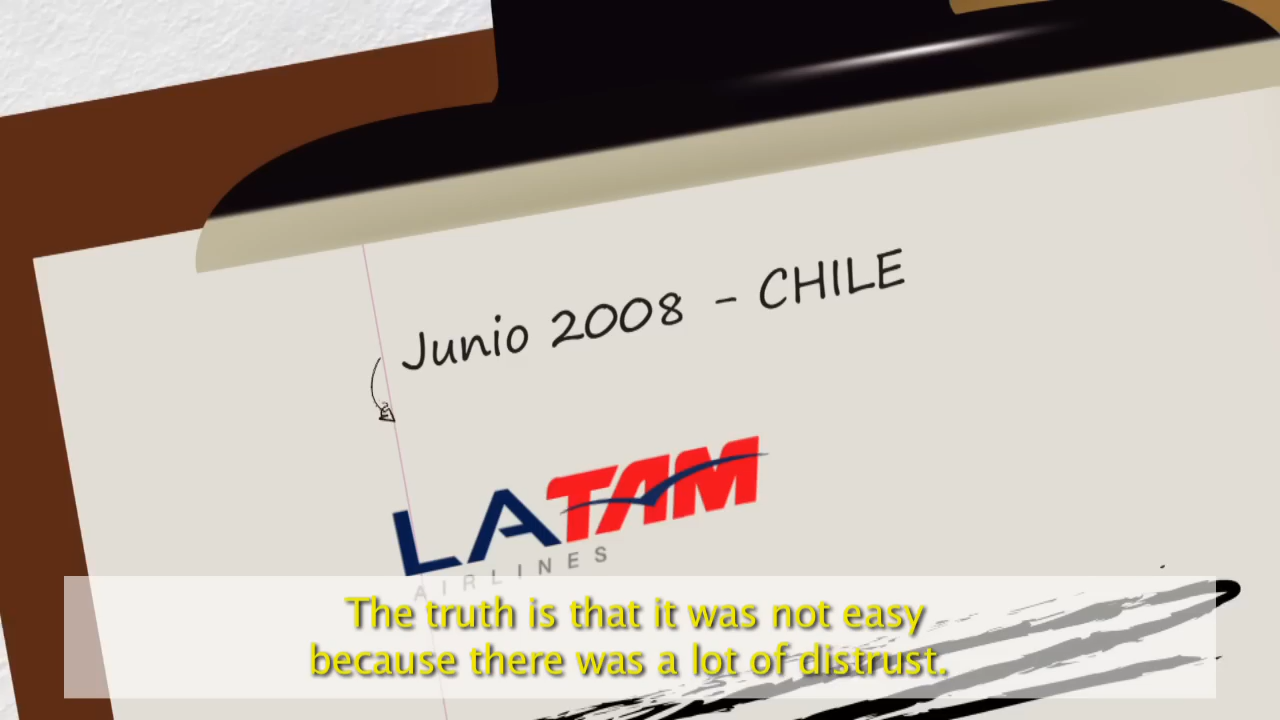 Junio 2008 - CHILE
LATAM
AIRLINES
The truth is that it was not easy
because there was a lot of distrust.